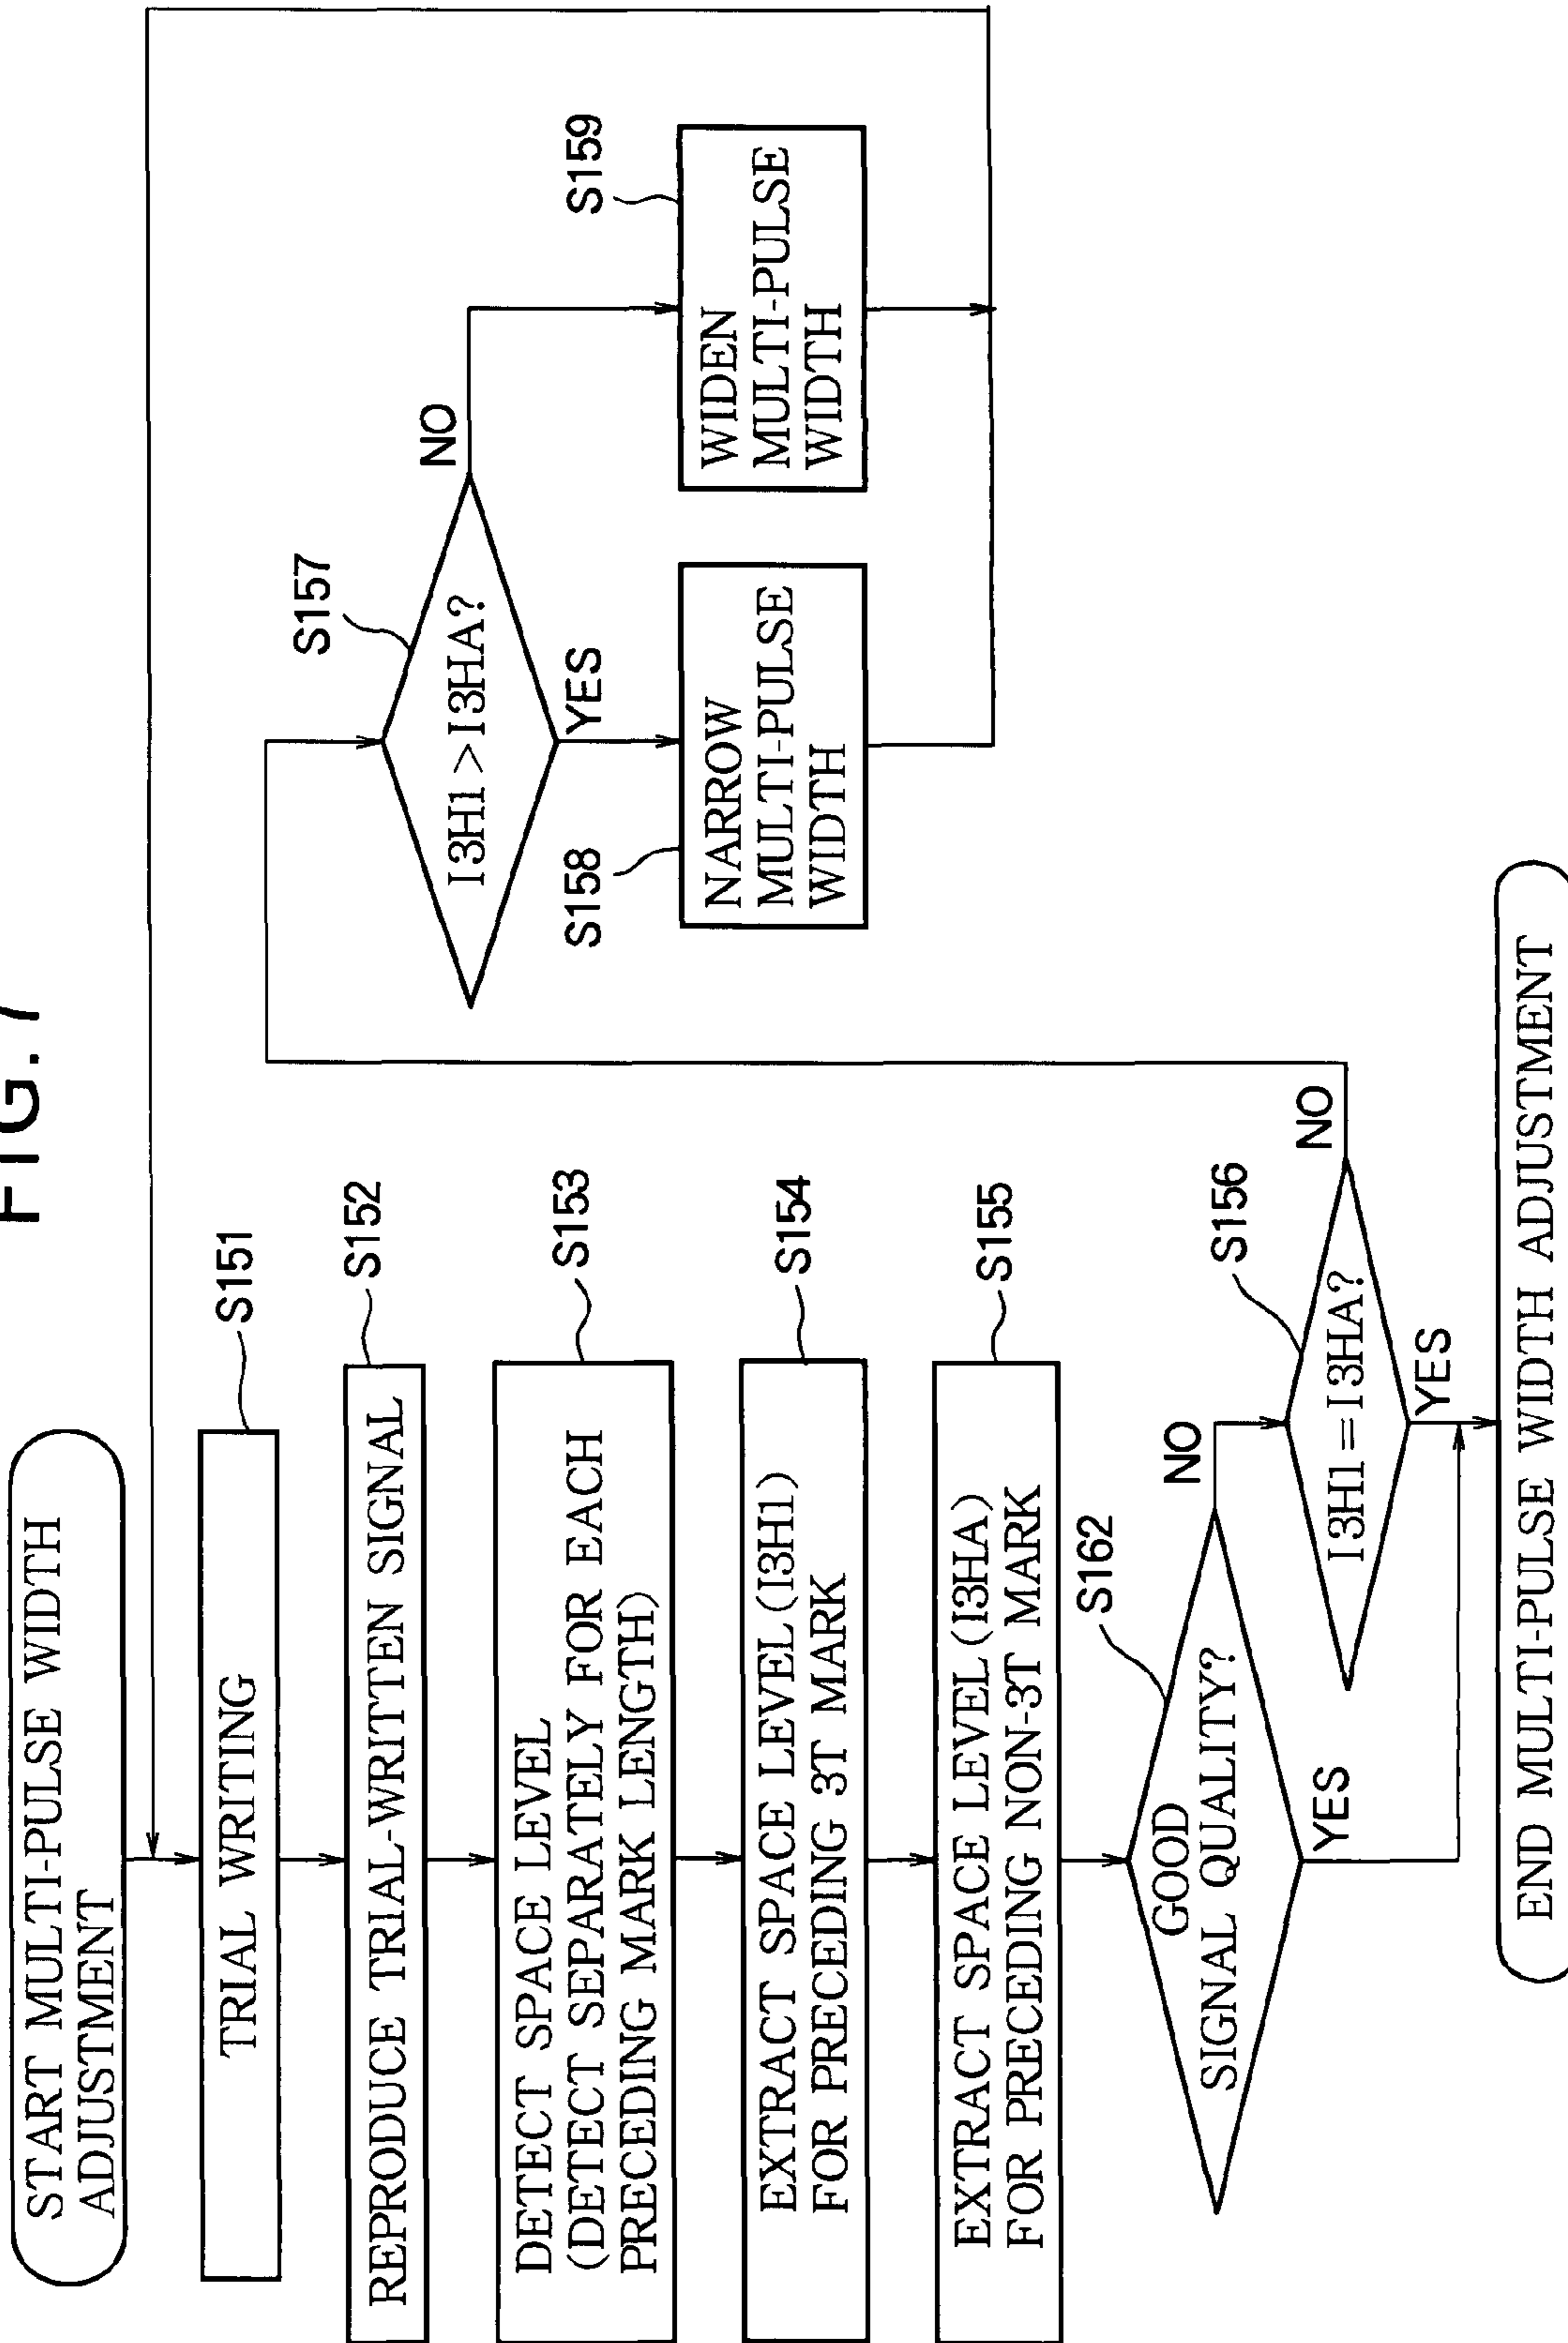 FIG. 7
START MULTI-PULSE WIDTH
ADJUSTMENT
TRIAL WRITING
S151
REPRODUCE TRIAL-WRITTEN SIGNAL
S152
DETECT SPACE LEVEL
(DETECT SEPARATELY FOR EACH
PRECEDING MARK LENGTH)
S153
EXTRACT SPACE LEVEL (I3H1)
FOR PRECEDING 3T MARK
S154
EXTRACT SPACE LEVEL (I3HA)
FOR PRECEDING NON-3T MARK
S155
GOOD
SIGNAL QUALITY?
S162
NO
YES
I3H1 = I3HA?
S156
NO
YES
END MULTI-PULSE WIDTH ADJUSTMENT
I3H1 > I3HA?
S157
NO
YES
NARROW
MULTI-PULSE
WIDTH
S158
WIDEN
MULTI-PULSE
WIDTH
S159